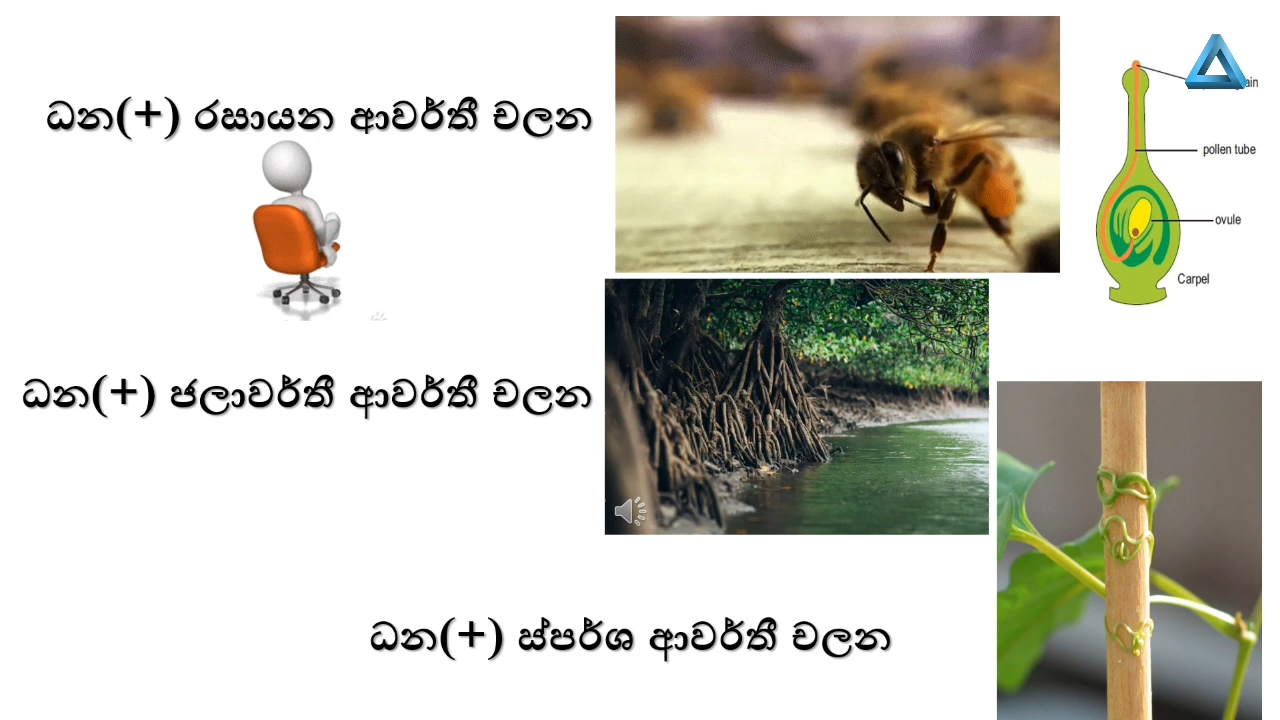 ධන(+) රසායන ආවර්තී චලන
pollen tube
ovule
Carpel
ධන(+) ජලාවර්තී ආවර්තී චලන
ධන(+) ස්පර්ශ ආවර්තී චලන